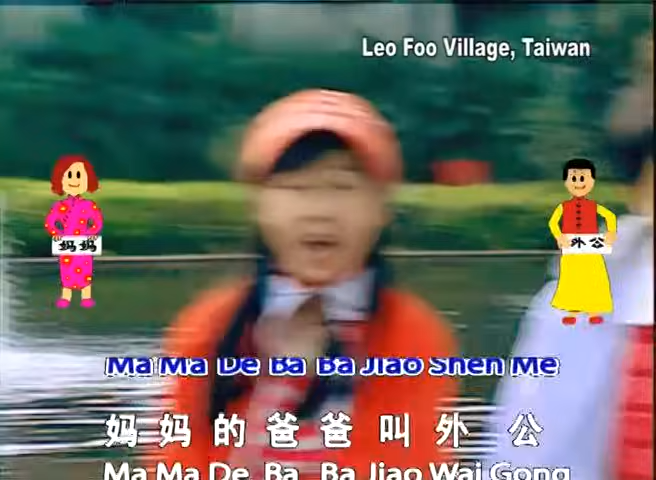 Leo Foo Village, Taiwan
妈妈
外公
Ma Ma De Ba Ba Jiao Shen Me
妈 妈 的 爸 爸 叫 外 公
Ma Ma De Ba Ba Jiao Wai Gong